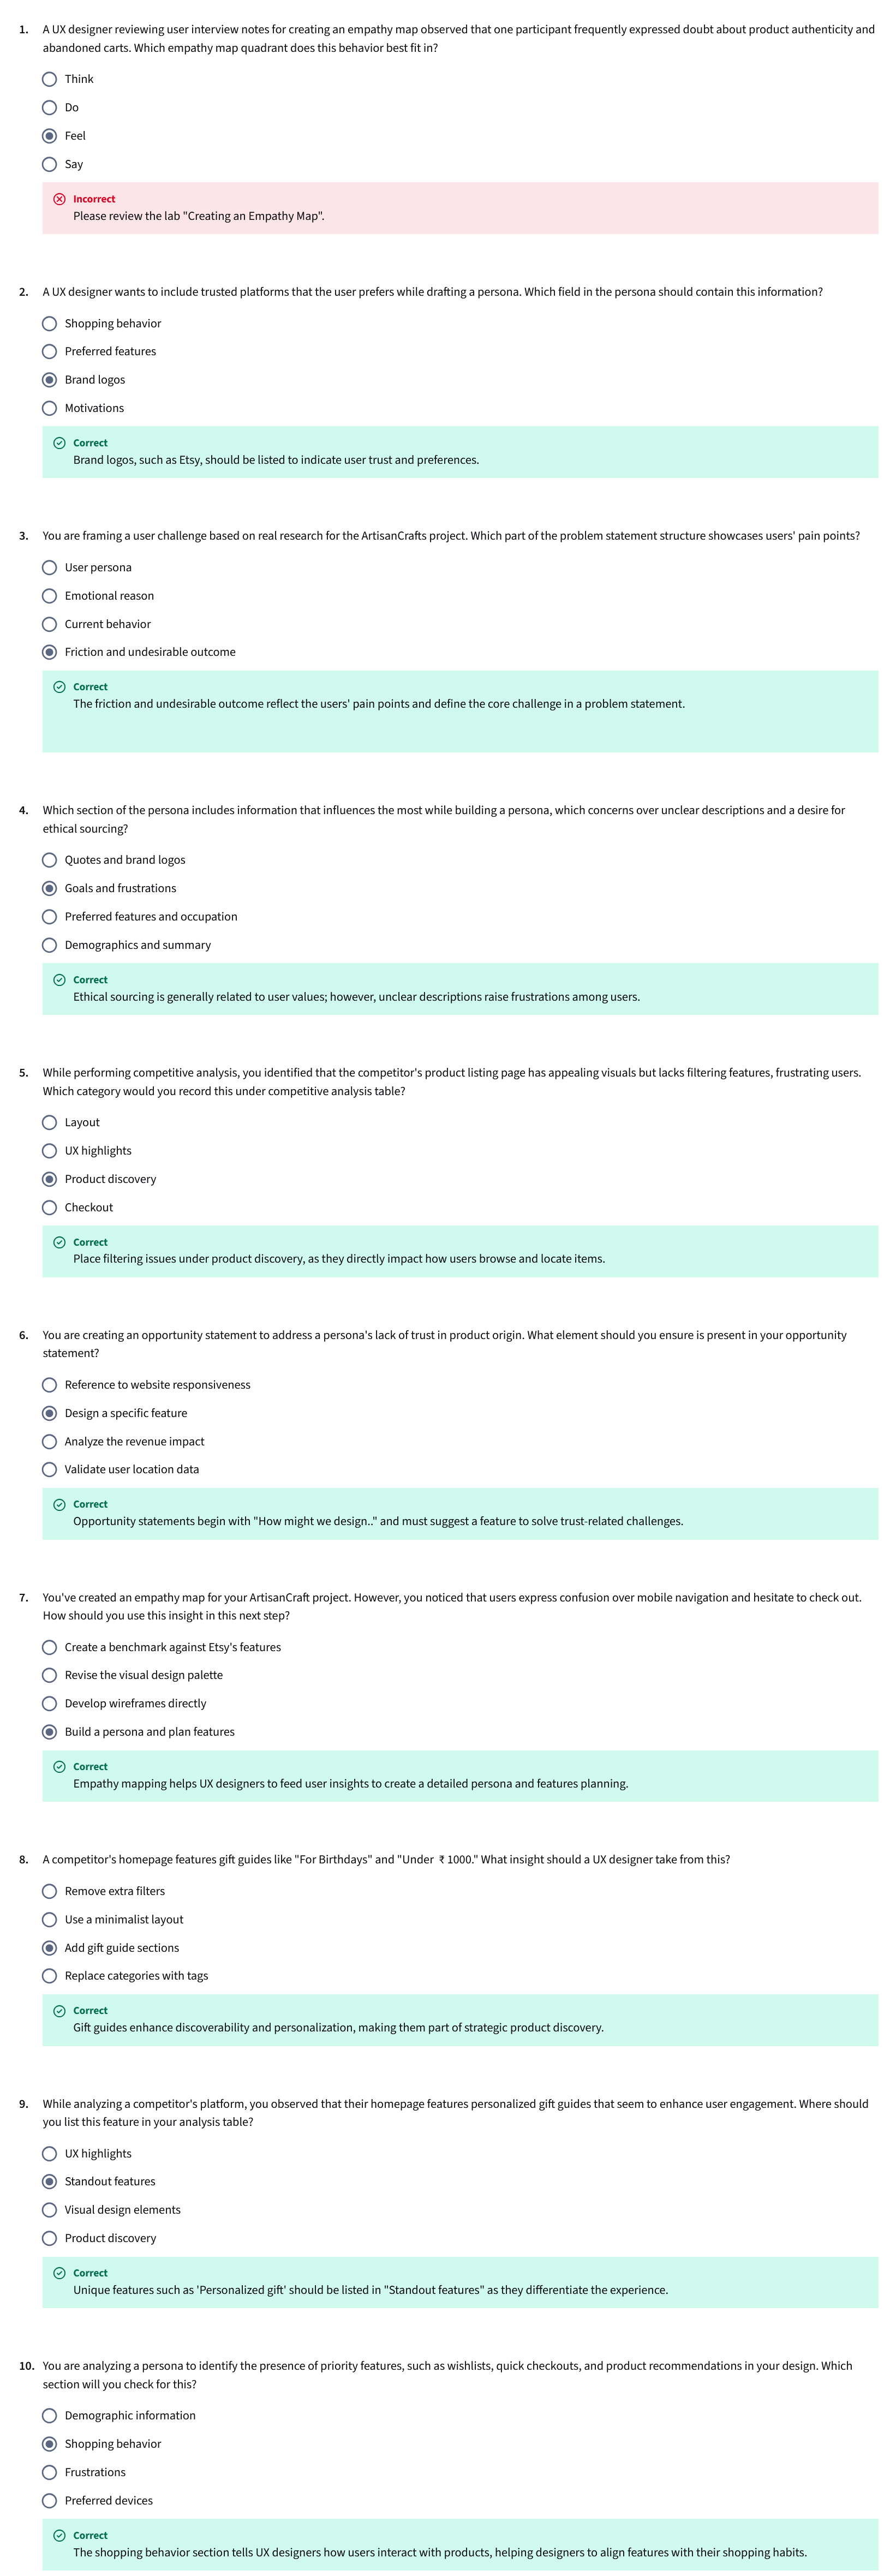 1. A UX designer reviewing user interview notes for creating an empathy map observed that one participant frequently expressed doubt about product authenticity and
abandoned carts. Which empathy map quadrant does this behavior best fit in?
Think
Do
Feel
Say
Incorrect
Please review the lab "Creating an Empathy Map".
2. A UX designer wants to include trusted platforms that the user prefers while drafting a persona. Which field in the persona should contain this information?
Shopping behavior
Preferred features
Brand logos
Motivations
Correct
Brand logos, such as Etsy, should be listed to indicate user trust and preferences.
3. You are framing a user challenge based on real research for the ArtisanCrafts project. Which part of the problem statement structure showcases users' pain points?
User persona
Emotional reason
Current behavior
Friction and undesirable outcome
Correct
The friction and undesirable outcome reflect the users' pain points and define the core challenge in a problem statement.
4. Which section of the persona includes information that influences the most while building a persona, which concerns over unclear descriptions and a desire for
ethical sourcing?
Quotes and brand logos
Goals and frustrations
Preferred features and occupation
Demographics and summary
Correct
Ethical sourcing is generally related to user values; however, unclear descriptions raise frustrations among users.
5. While performing competitive analysis, you identified that the competitor's product listing page has appealing visuals but lacks filtering features, frustrating users.
Which category would you record this under competitive analysis table?
Layout
UX highlights
Product discovery
Checkout
Correct
Place filtering issues under product discovery, as they directly impact how users browse and locate items.
6. You are creating an opportunity statement to address a persona's lack of trust in product origin. What element should you ensure is present in your opportunity
statement?
Reference to website responsiveness
Design a specific feature
Analyze the revenue impact
Validate user location data
Correct
Opportunity statements begin with "How might we design.." and must suggest a feature to solve trust-related challenges.
7. You've created an empathy map for your ArtisanCraft project. However, you noticed that users express confusion over mobile navigation and hesitate to check out.
How should you use this insight in this next step?
Create a benchmark against Etsy's features
Revise the visual design palette
Develop wireframes directly
Build a persona and plan features
Correct
Empathy mapping helps UX designers to feed user insights to create a detailed persona and features planning.
8. A competitor's homepage features gift guides like "For Birthdays" and "Under ₹ 1000." What insight should a UX designer take from this?
Remove extra filters
Use a minimalist layout
Add gift guide sections
Replace categories with tags
Correct
Gift guides enhance discoverability and personalization, making them part of strategic product discovery.
9. While analyzing a competitor's platform, you observed that their homepage features personalized gift guides that seem to enhance user engagement. Where should
you list this feature in your analysis table?
UX highlights
Standout features
Visual design elements
Product discovery
Correct
Unique features such as 'Personalized gift' should be listed in "Standout features" as they differentiate the experience.
10. You are analyzing a persona to identify the presence of priority features, such as wishlists, quick checkouts, and product recommendations in your design. Which
section will you check for this?
Demographic information
Shopping behavior
Frustrations
Preferred devices
Correct
The shopping behavior section tells UX designers how users interact with products, helping designers to align features with their shopping habits.